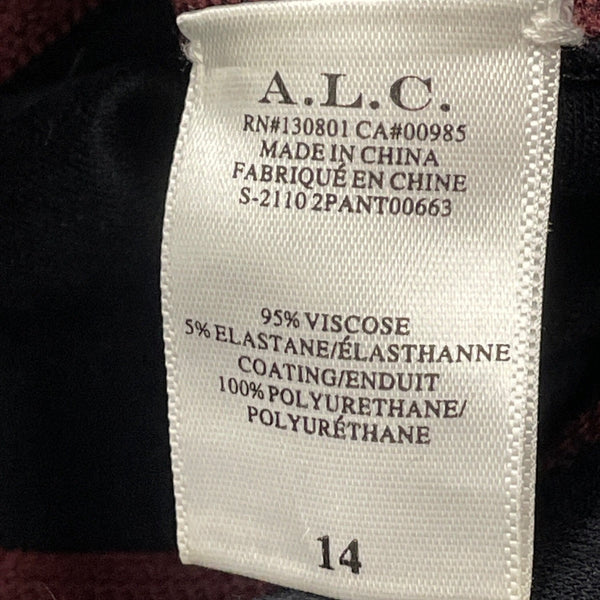 A.L.C.
RN#130801 CA#00985
MADE IN CHINA
FABRIQUÉ EN CHINE
S-2110 2PANT00663
95% VISCOSE
5% ELASTANE/ÉLASTHANNE
COATING/ENDUIT
100% POLYURETHANE/
POLYURÉTHANE
14